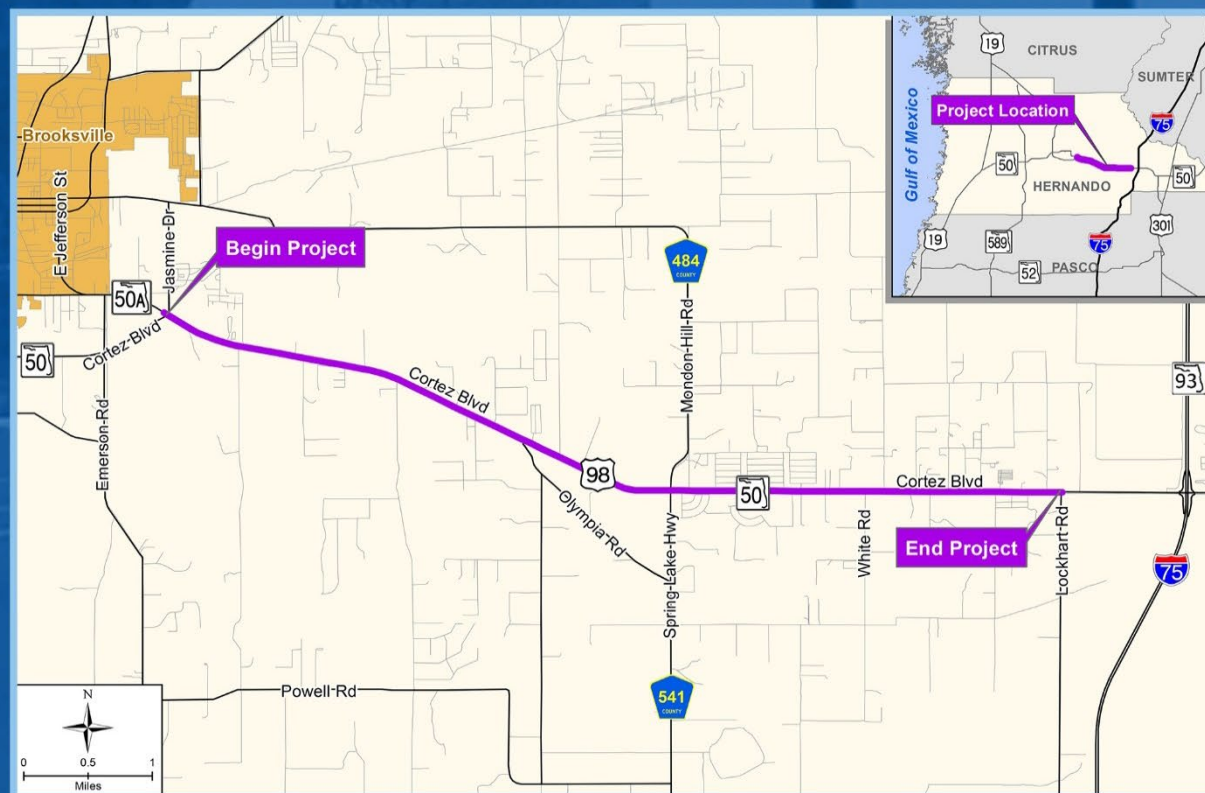 Brooksville
E Jefferson St
Jasmine Dr
Begin Project
50A
Cortez Blvd
50
Emerson Rd
Cortez Blvd
98
Olympia Rd
484
COUNTY
Mondon Hill Rd
Spring Lake Hwy
50
Cortez Blvd
White Rd
End Project
Lockhart Rd
93
75
Powell Rd
541
COUNTY
N
0 0.5 1
Miles
19
CITRUS
SUMTER
Project Location
75
Gulf of Mexico
50
HERNANDO
50
301
19
589
75
52
PASCO